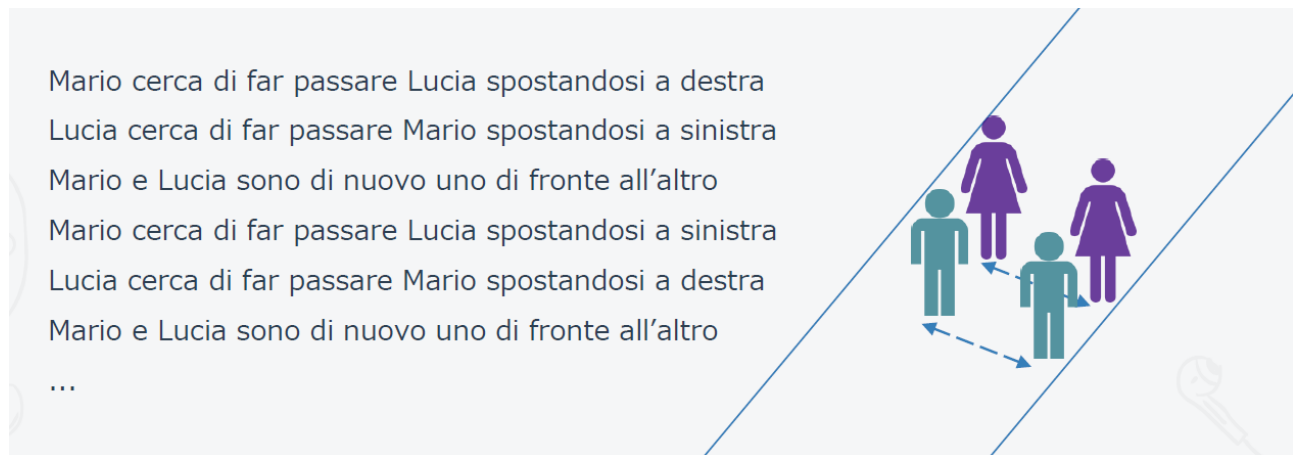 Mario cerca di far passare Lucia spostandosi a destra
Lucia cerca di far passare Mario spostandosi a sinistra
Mario e Lucia sono di nuovo uno di fronte all’altro
Mario cerca di far passare Lucia spostandosi a sinistra
Lucia cerca di far passare Mario spostandosi a destra
Mario e Lucia sono di nuovo uno di fronte all’altro
...